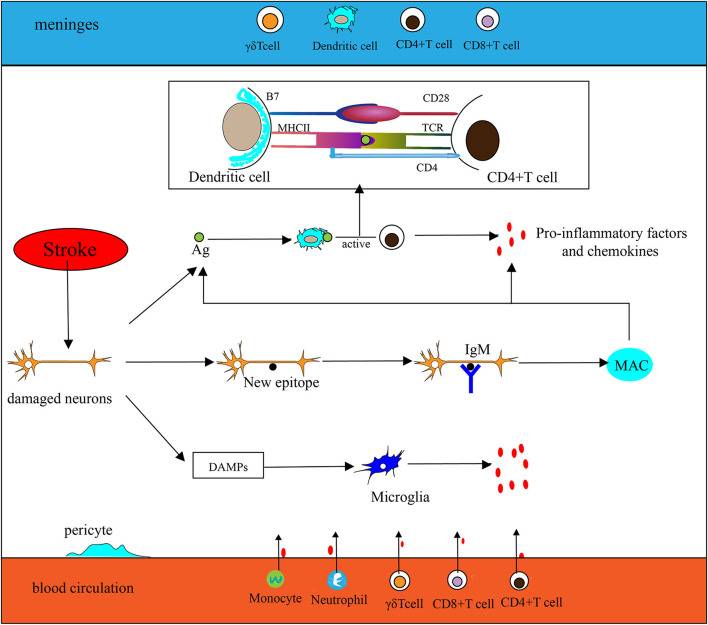 meninges
γδTcell
Dendritic cell
CD4+T cell
CD8+T cell
B7
CD28
MHCII
TCR
CD4
Dendritic cell
CD4+T cell
Stroke
Ag
active
Pro-inflammatory factors
and chemokines
damaged neurons
New epitope
IgM
MAC
DAMPs
Microglia
pericyte
blood circulation
Monocyte
Neutrophil
γδTcell
CD8+T cell
CD4+T cell